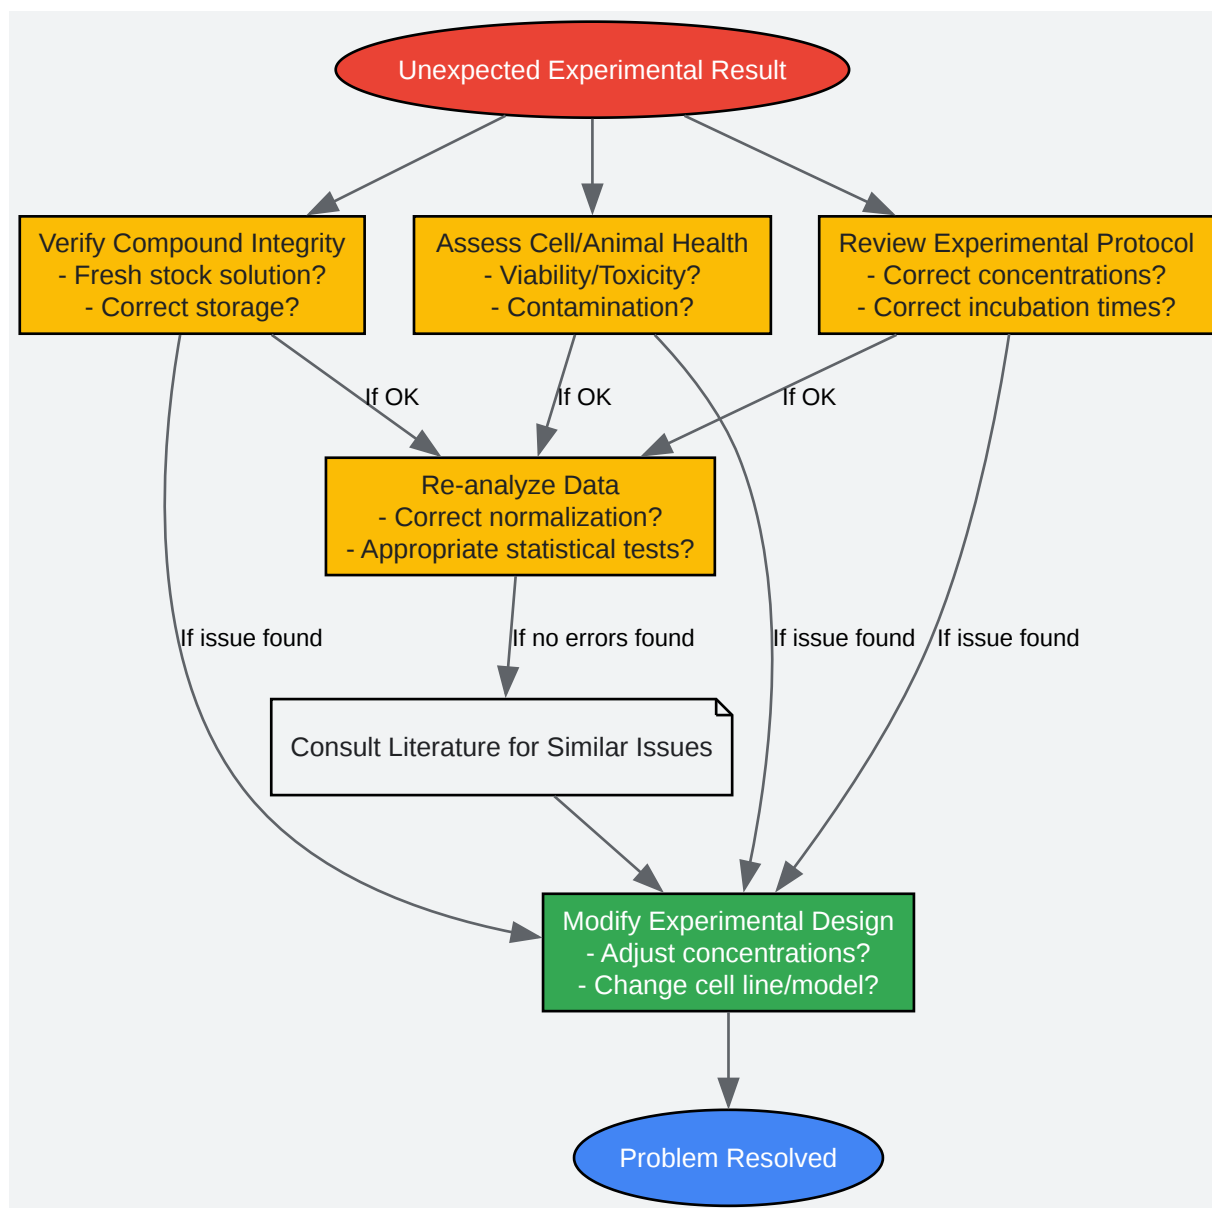 Unexpected Experimental Result
Verify Compound Integrity
- Fresh stock solution?
- Correct storage?
Assess Cell/Animal Health
- Viability/Toxicity?
- Contamination?
Review Experimental Protocol
- Correct concentrations?
- Correct incubation times?
If OK
If OK
If OK
Re-analyze Data
- Correct normalization?
- Appropriate statistical tests?
If issue found
If no errors found
If issue found
If issue found
Consult Literature for Similar Issues
Modify Experimental Design
- Adjust concentrations?
- Change cell line/model?
Problem Resolved